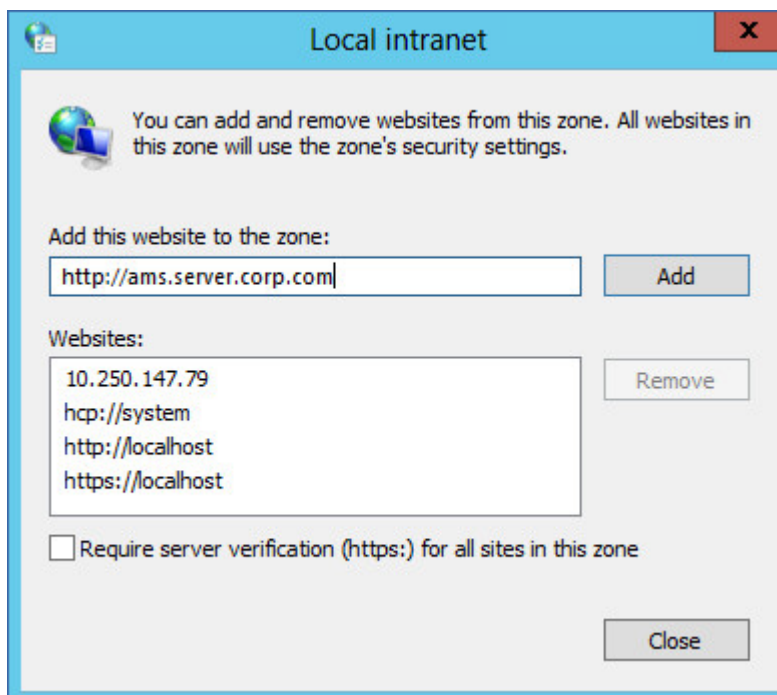 Local intranet
x
You can add and remove websites from this zone. All websites in
this zone will use the zone's security settings.
Add this website to the zone:
http://ams.server.corp.com
Add
Websites:
10.250.147.79
hcp://system
http://localhost
https://localhost
Remove
Require server verification (https:) for all sites in this zone
Close